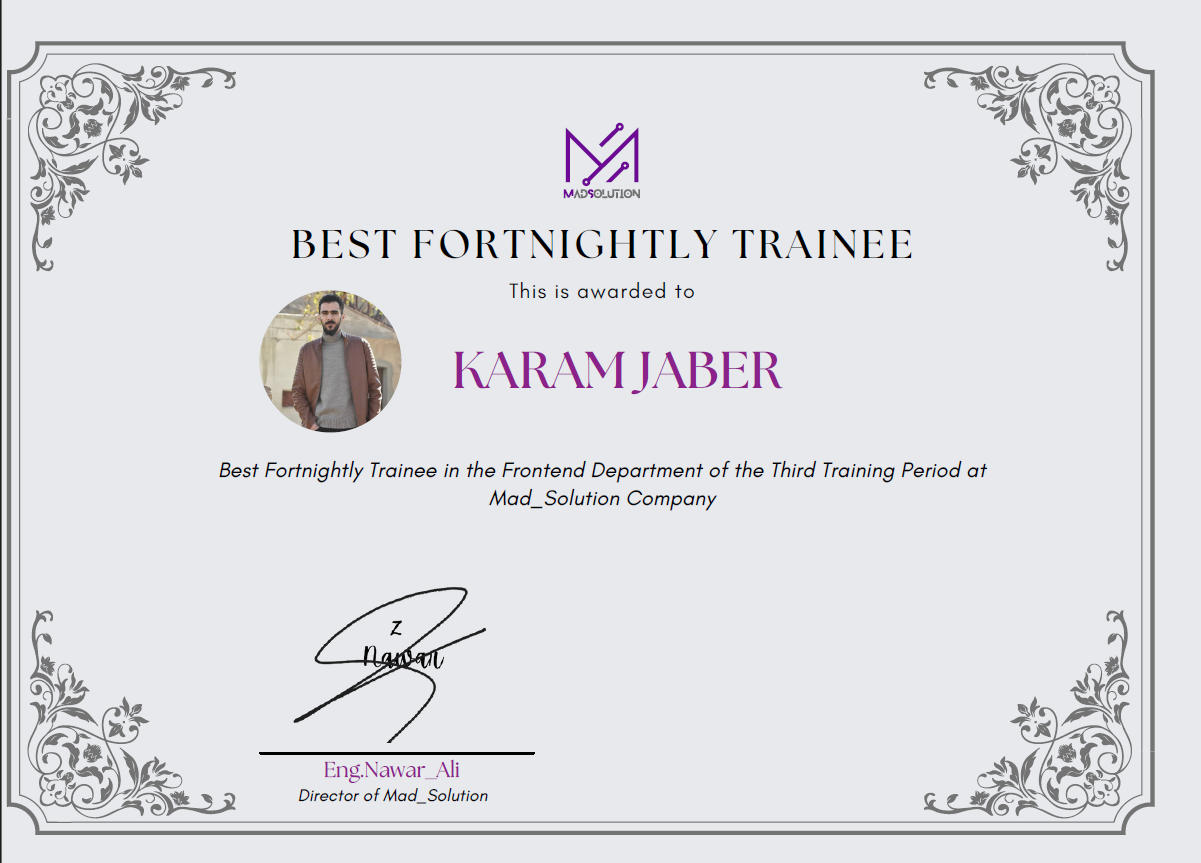 MADSOLUTION
BEST FORTNIGHTLY TRAINEE
This is awarded to
KARAM JABER
Best Fortnightly Trainee in the Frontend Department of the Third Training Period at
Mad_Solution Company
Z
Nawar
Eng.Nawar_Ali
Director of Mad_Solution